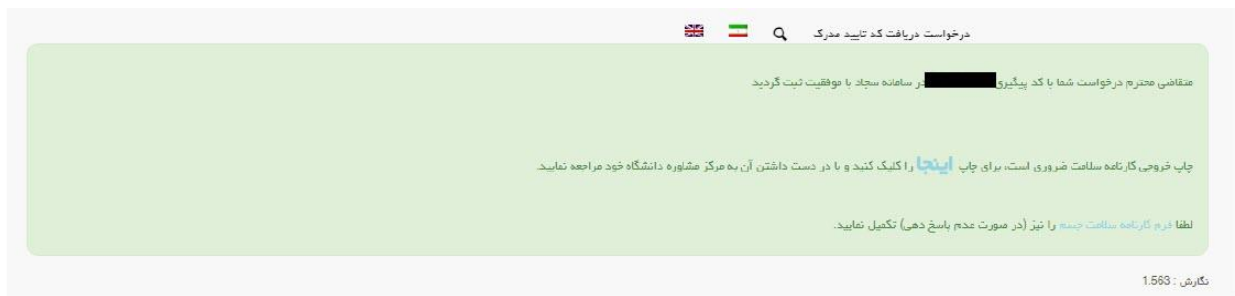 درخواست دریافت کد تایید مدرک
متقاضی محترم درخواست شما با کد پیگیری در سامانه سجاد با موفقیت ثبت گردید
چاپ خروجی کارنامه سلامت ضروری است، برای چاپ اینجا را کلیک کنید و با در دست داشتن آن به مرکز مشاوره دانشگاه خود مراجعه نمایید.
لطفا فرم کارنامه سلامت جسم را نیز (در صورت عدم پاسخ دهی) تکمیل نمایید.
نگارش : 1.563